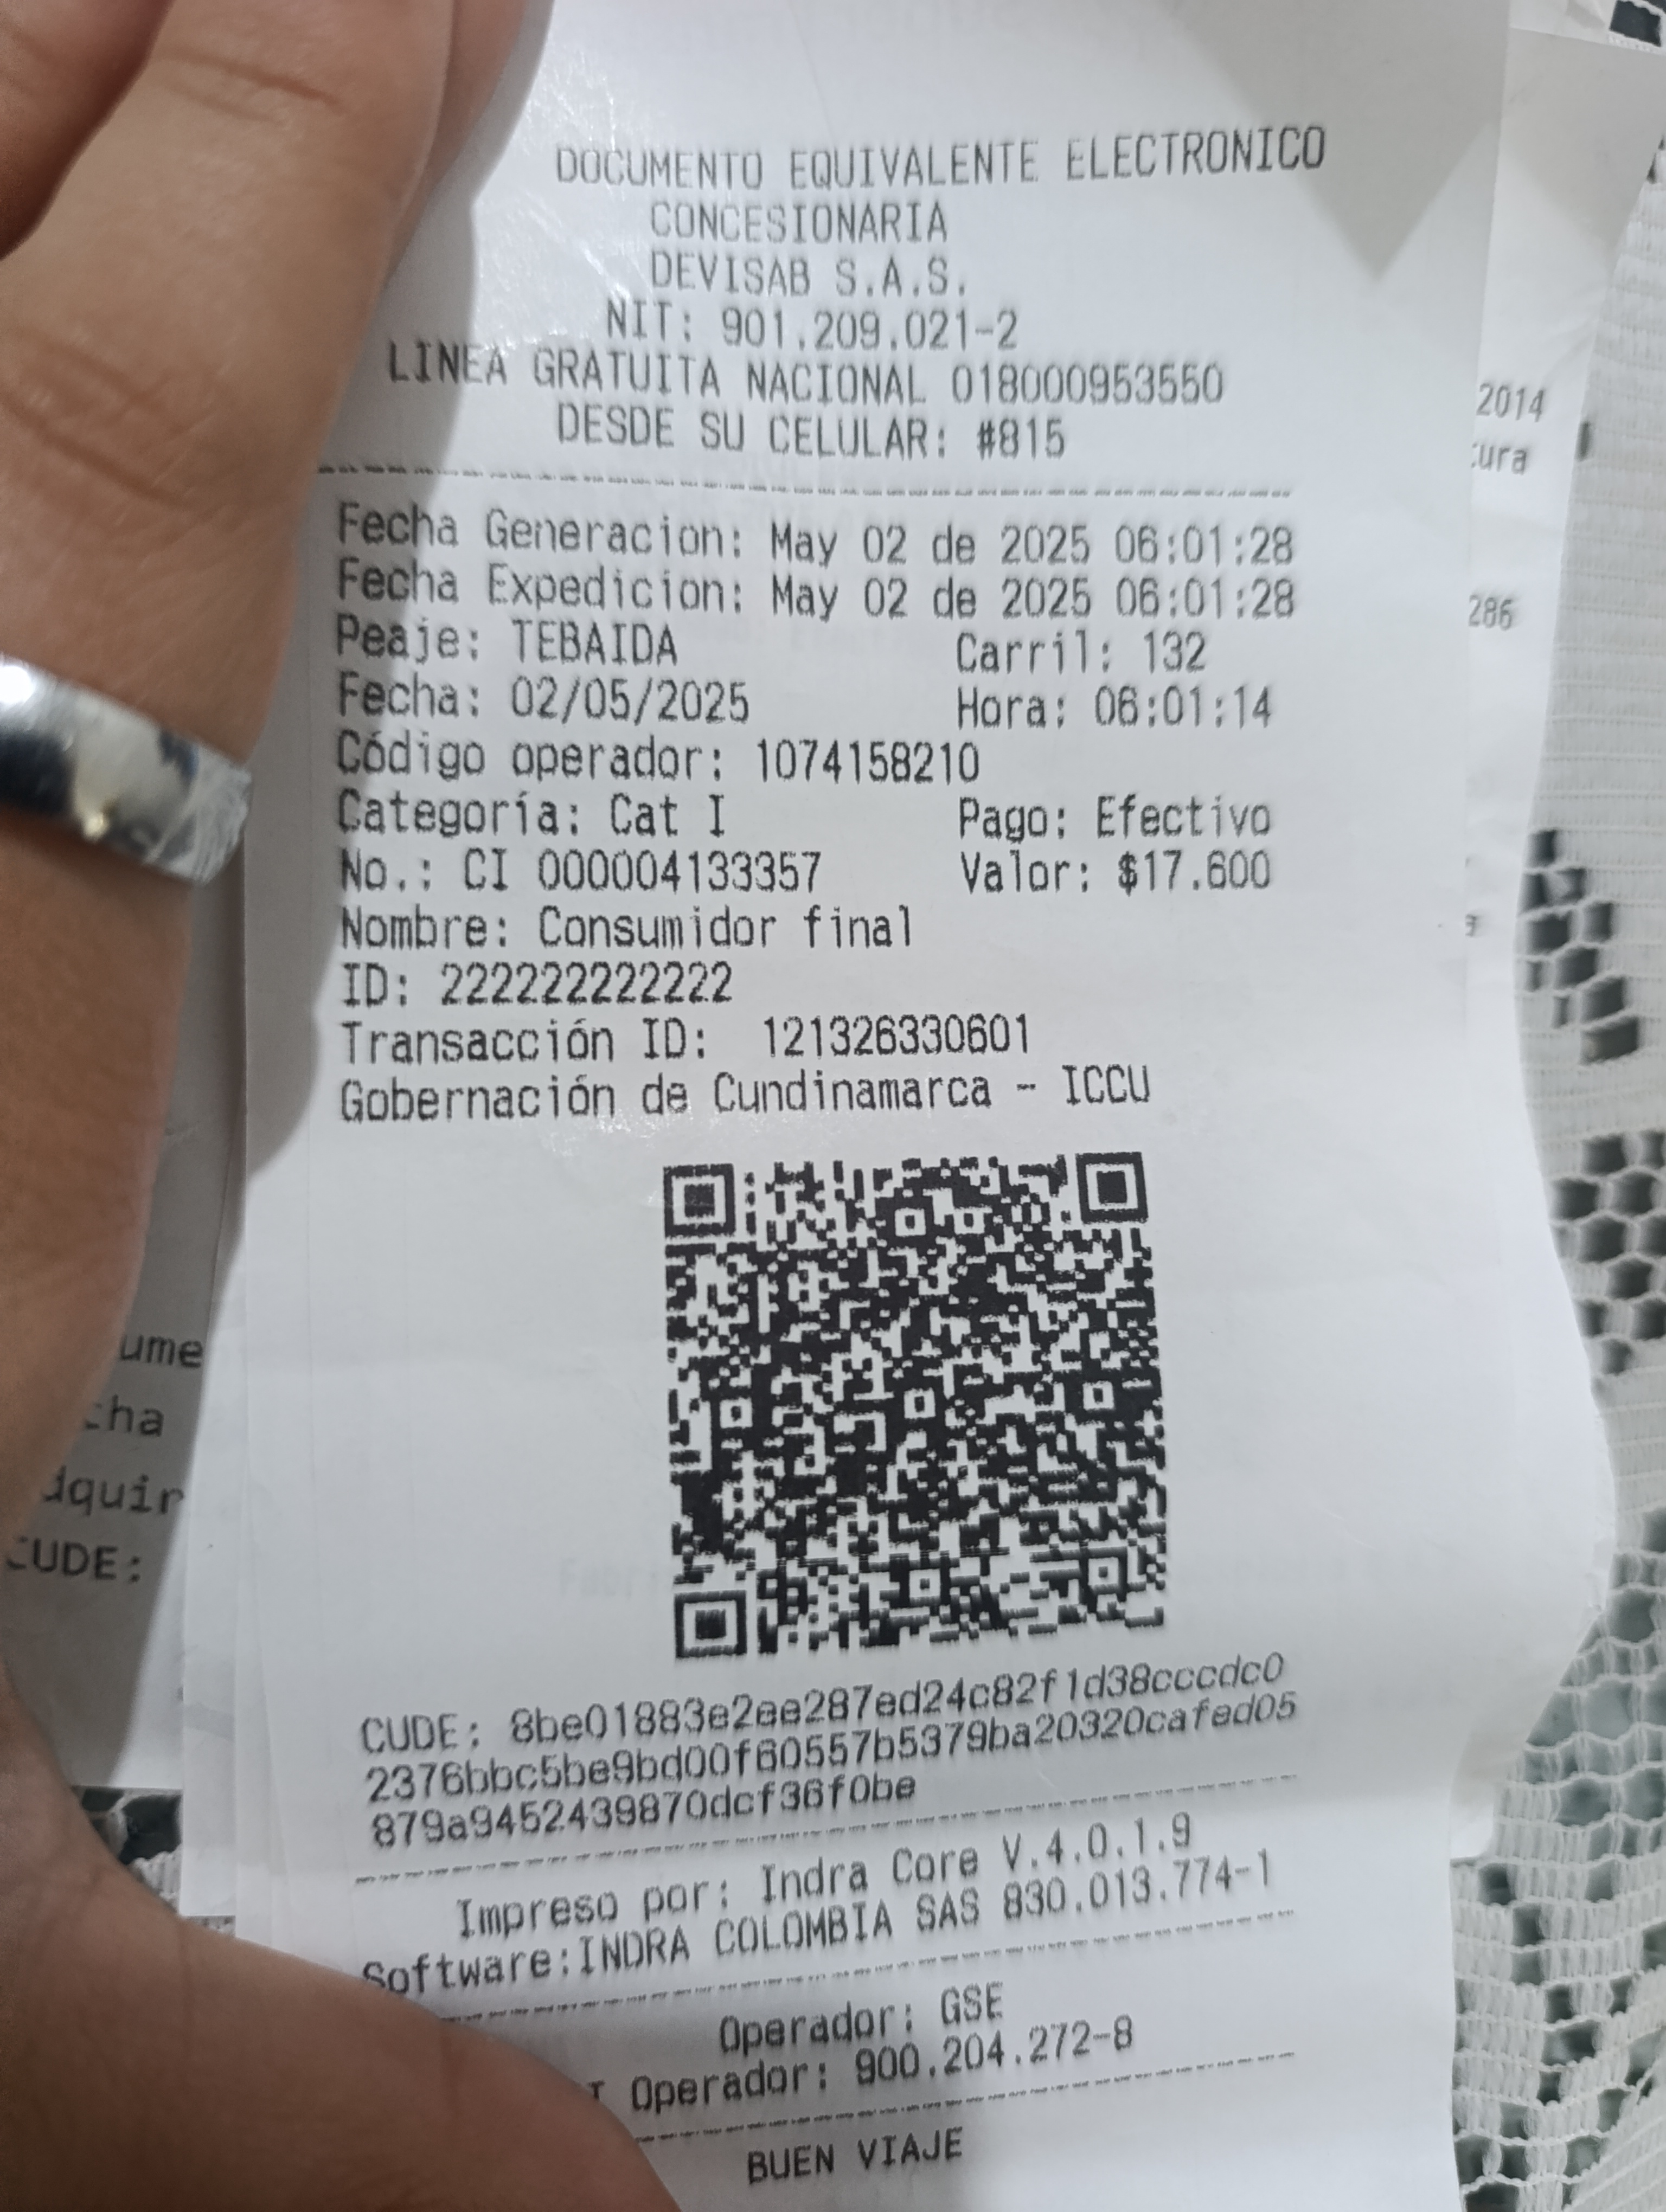 DOCUMENTO EQUIVALENTE ELECTRONICO
CONCESIONARIA
DEVISAB S.A.S.
NIT: 901.209.021-2
LINEA GRATUITA NACIONAL 018000953550
DESDE SU CELULAR: #815
Fecha Generacion: May 02 de 2025 06:01:28
Fecha Expedicion: May 02 de 2025 06:01:28
Peaje: TEBAIDA Carril: 132
Fecha: 02/05/2025 Hora: 06:01:14
Código operador: 1074158210
Categoría: Cat I Pago: Efectivo
No.: CI 000004133357 Valor: $17.600
Nombre: Consumidor final
ID: 222222222222
Transacción ID: 121326330601
Gobernación de Cundinamarca - ICCU
CUDE: 8be01883e2ee287ed24c82f1d38cccdc0
2376bbc5be9bd00f60557b5379ba20320cafed05
879a9452439870dcf36f0be
Impreso por: Indra Core V.4.0.1.9
Software:INDRA COLOMBIA SAS 830.013.774-1
Operador: GSE
Operador: 900.204.272-8
BUEN VIAJE
2014
286
CUDE: